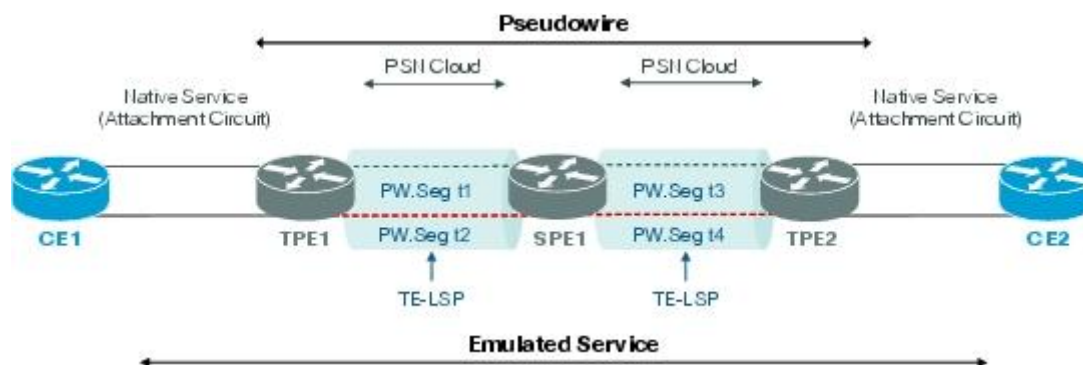 Pseudowire
PSN Cloud
PSN Cloud
Native Service
(Attachment Circuit)
Native Service
(Attachment Circuit)
PW.Seg t1
PW.Seg t3
PW.Seg t2
PW.Seg t4
CE1
TPE1
SPE1
TPE2
CE2
TE-LSP
TE-LSP
Emulated Service